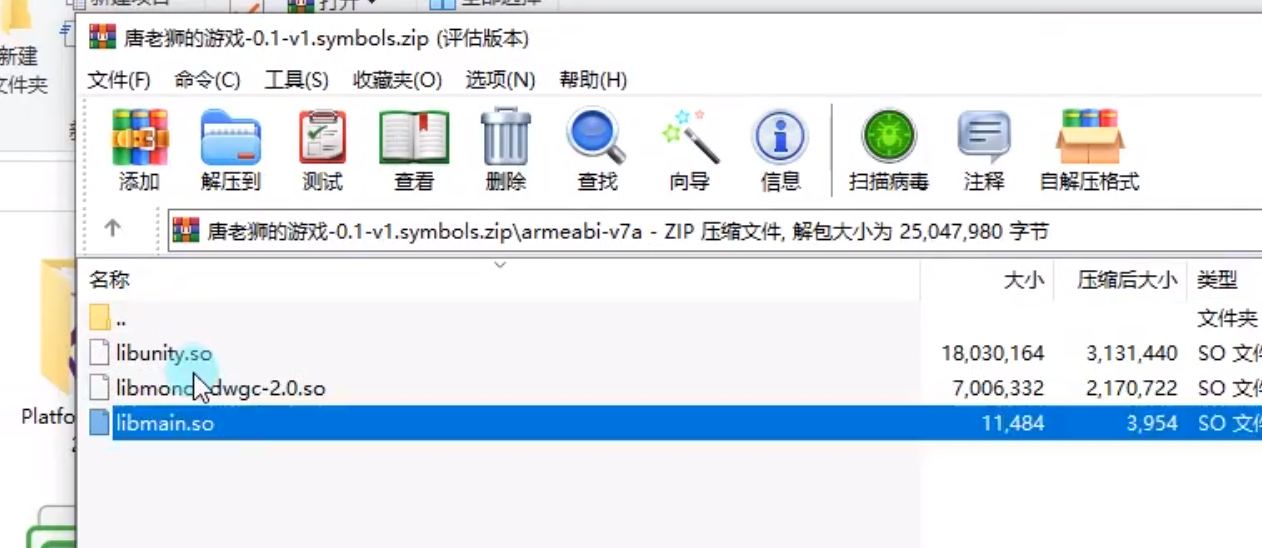 新建
文件夹
打开
唐老狮的游戏-0.1-v1.symbols.zip (评估版本)
文件(F) 命令(C) 工具(S) 收藏夹(O) 选项(N) 帮助(H)
添加 解压到 测试 查看 删除 查找 向导 信息 扫描病毒 注释 自解压格式
唐老狮的游戏-0.1-v1.symbols.zip\armeabi-v7a - ZIP 压缩文件, 解包大小为 25,047,980 字节
名称 大小 压缩后大小 类型
.. 文件夹
libunity.so 18,030,164 3,131,440 SO 文
dwgc-2.0.so 7,006,332 2,170,722 SO 文
libmain.so 11,484 3,954 SO 文
Platfo